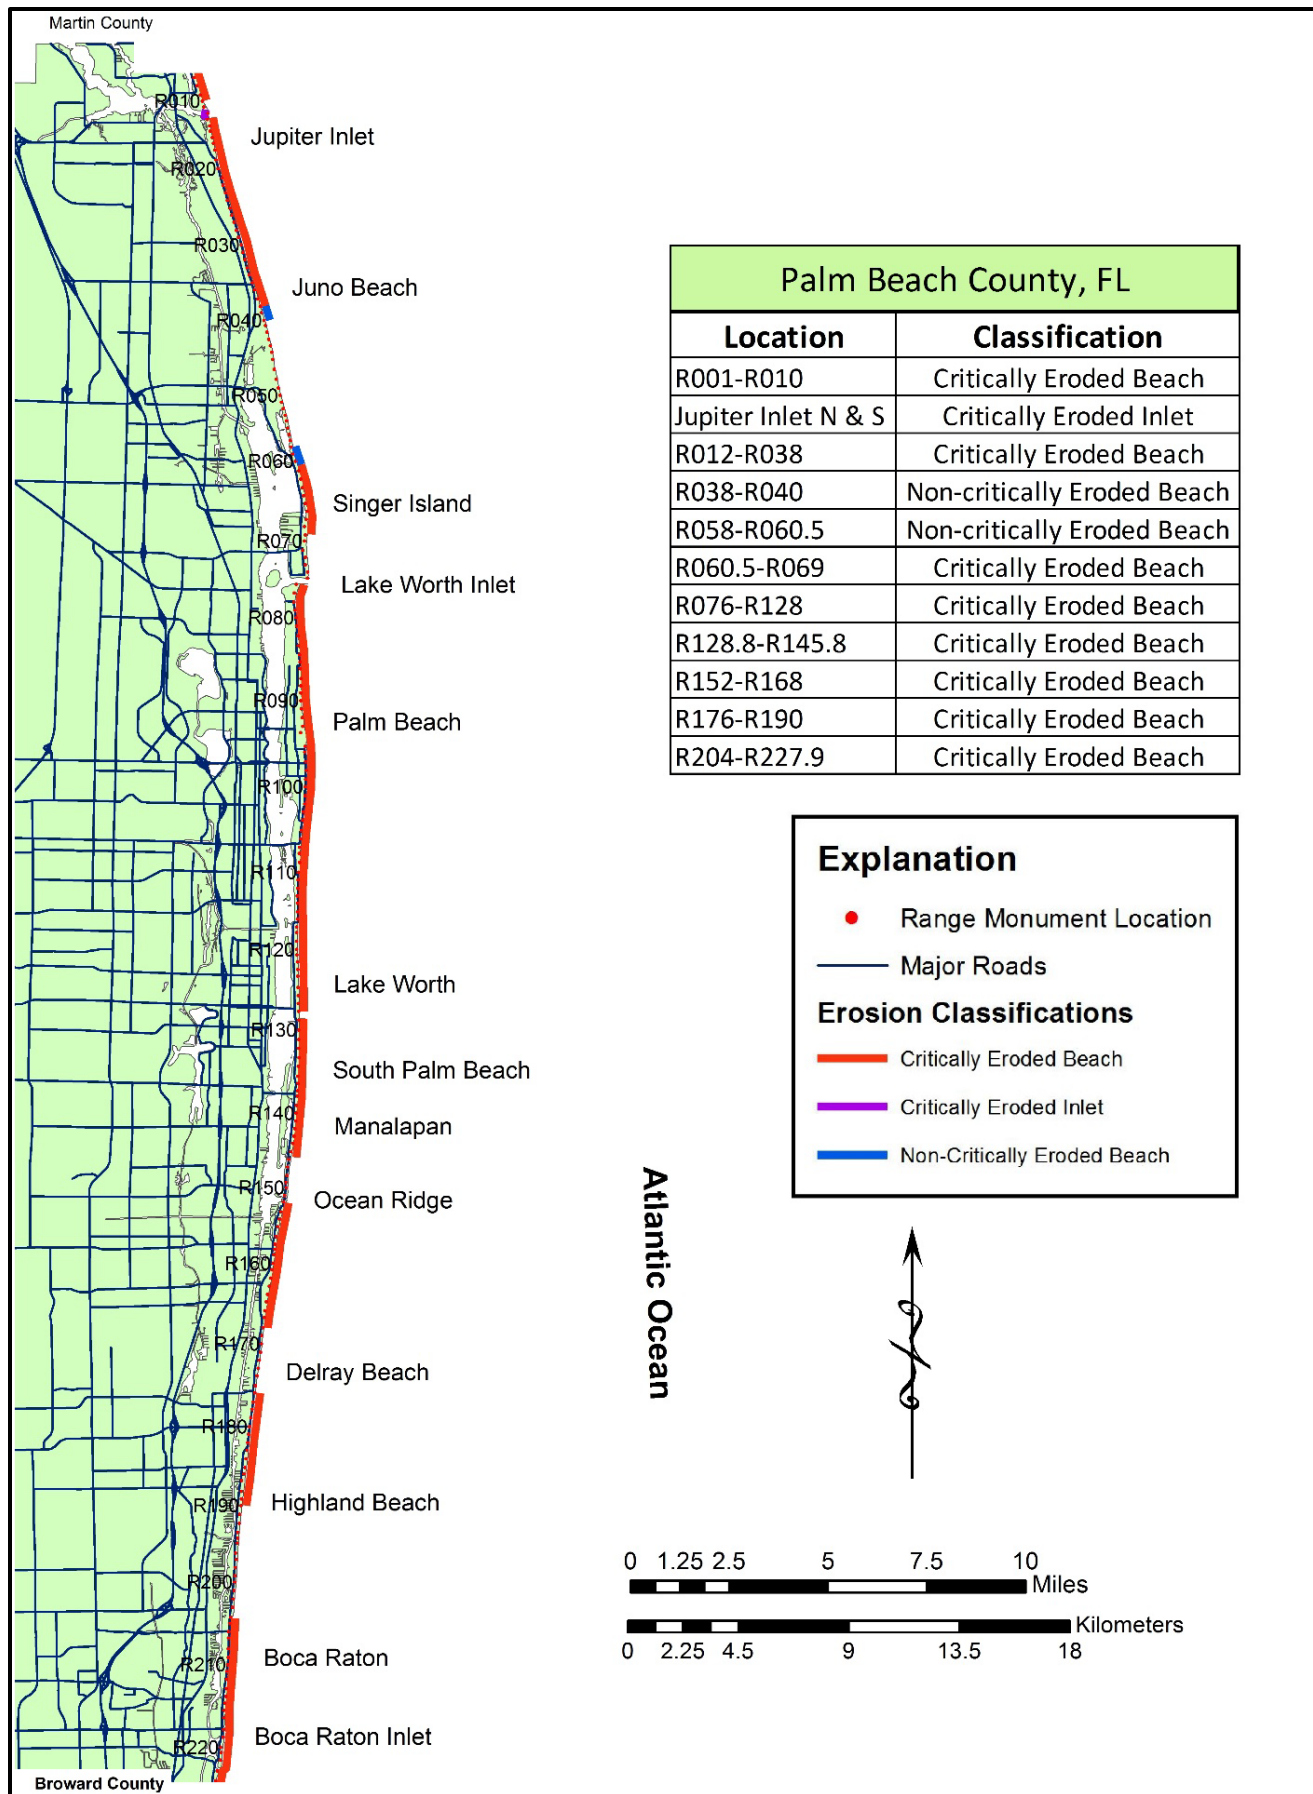 Martin County
R010
Jupiter Inlet
R020
R030
Juno Beach
R040
R050
R060
Singer Island
R070
Lake Worth Inlet
R080
R090
Palm Beach
R100
R110
R120
Lake Worth
R130
South Palm Beach
R140
Manalapan
R150
Ocean Ridge
R160
R170
Delray Beach
R180
R190
Highland Beach
R200
Boca Raton
R210
Boca Raton Inlet
R220
Broward County
Palm Beach County, FL
Location Classification
R001-R010 Critically Eroded Beach
Jupiter Inlet N & S Critically Eroded Inlet
R012-R038 Critically Eroded Beach
R038-R040 Non-critically Eroded Beach
R058-R060.5 Non-critically Eroded Beach
R060.5-R069 Critically Eroded Beach
R076-R128 Critically Eroded Beach
R128.8-R145.8 Critically Eroded Beach
R152-R168 Critically Eroded Beach
R176-R190 Critically Eroded Beach
R204-R227.9 Critically Eroded Beach
Explanation
Range Monument Location
Major Roads
Erosion Classifications
Critically Eroded Beach
Critically Eroded Inlet
Non-Critically Eroded Beach
Atlantic Ocean
N
0 1.25 2.5 5 7.5 10
Miles
Kilometers
0 2.25 4.5 9 13.5 18